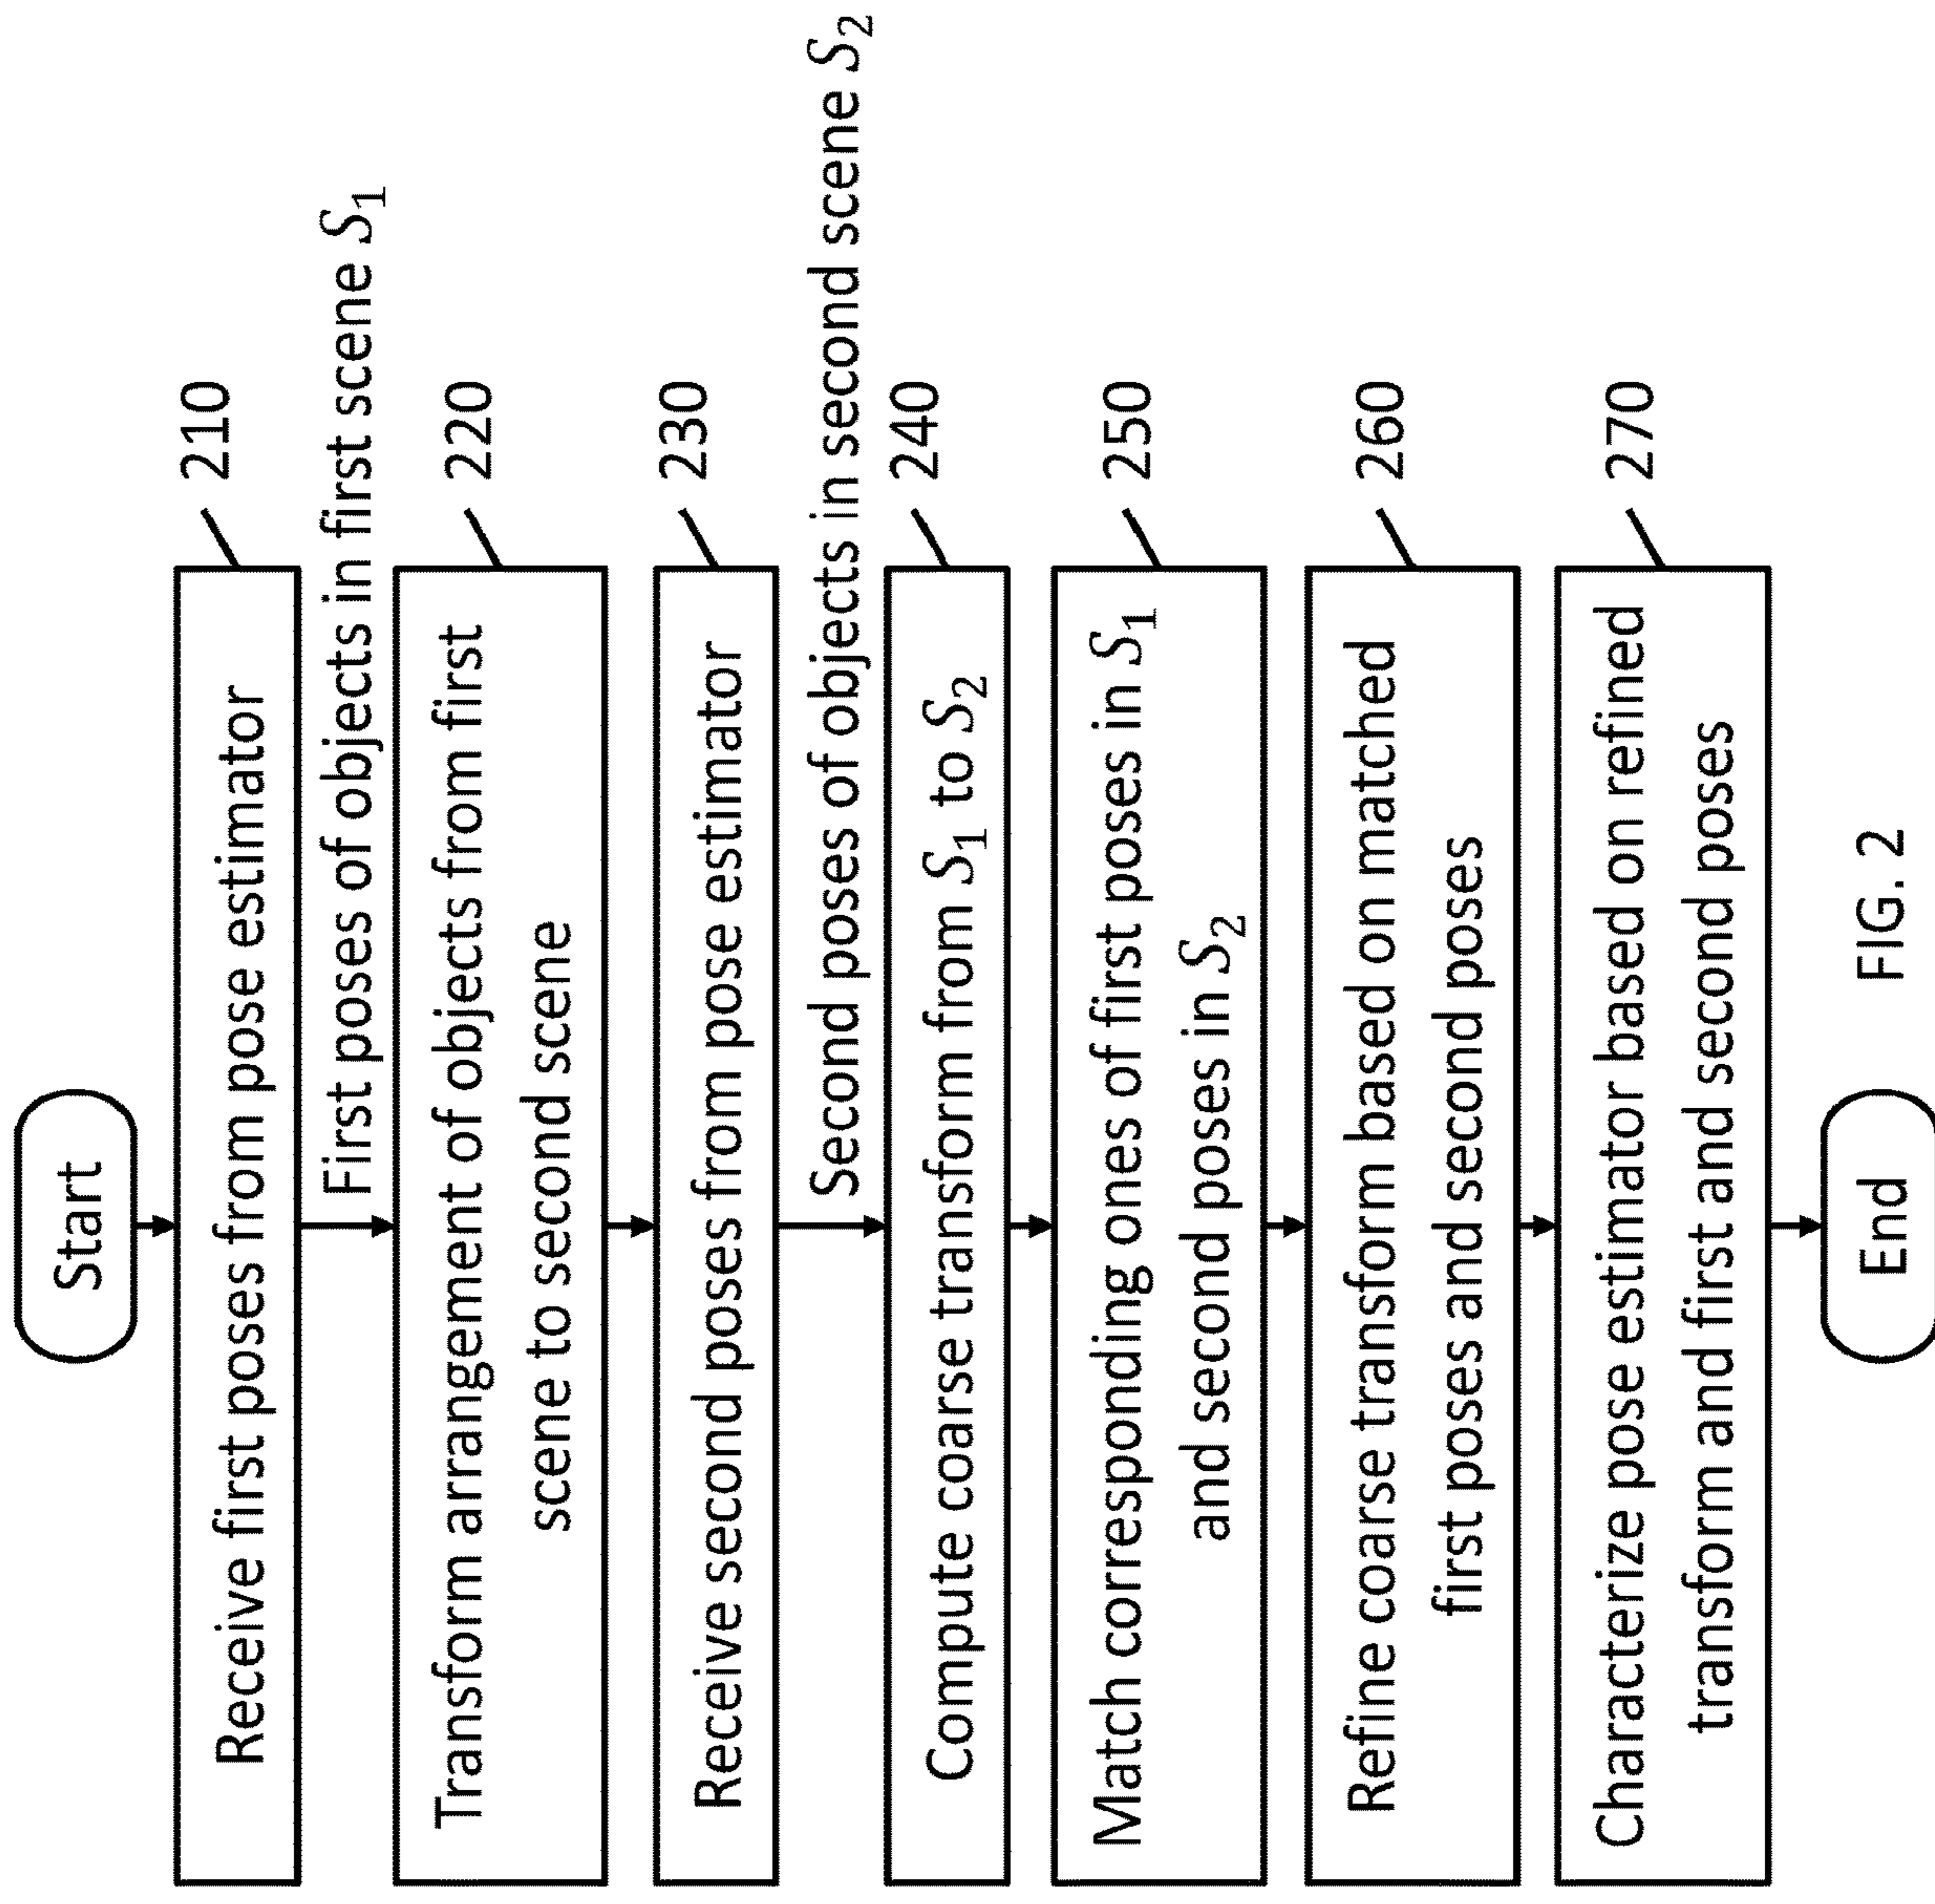 Start
Receive first poses from pose estimator
210
First poses of objects in first scene S₁
Transform arrangement of objects from first
scene to second scene
220
Receive second poses from pose estimator
230
Second poses of objects in second scene S₂
Compute coarse transform from S₁ to S₂
240
Match corresponding ones of first poses in S₁
and second poses in S₂
250
Refine coarse transform based on matched
first poses and second poses
260
Characterize pose estimator based on refined
transform and first and second poses
270
End
FIG. 2